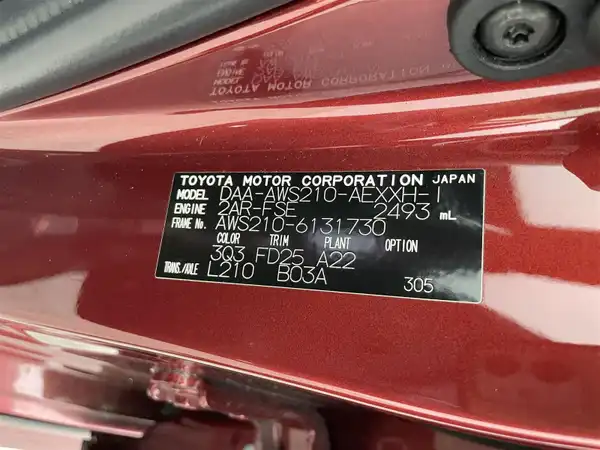 TOYOTA MOTOR CORPORATION JAPAN
MODEL DAA-AWS210-AEXXH-I
ENGINE 2AR-FSE 2493 mL
FRAME No. AWS210-6131730
COLOR TRIM PLANT OPTION
3Q3 FD25 A22
TRANS./AXLE L210 B03A 305